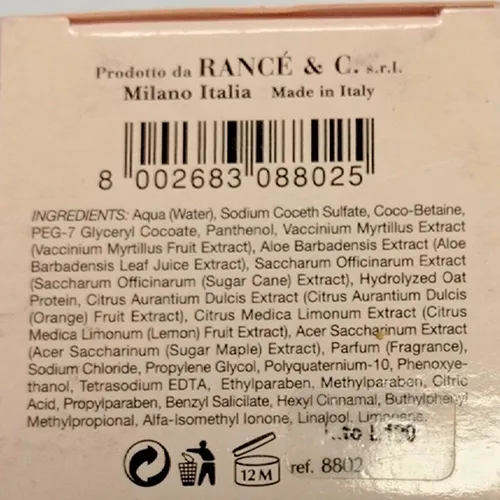 Prodotto da RANCÉ & C. s.r.l.
Milano Italia Made in Italy
8 002683 088025
INGREDIENTS: Aqua (Water), Sodium Coceth Sulfate, Coco-Betaine,
PEG-7 Glyceryl Cocoate, Panthenol, Vaccinium Myrtillus Extract
(Vaccinium Myrtillus Fruit Extract), Aloe Barbadensis Extract (Aloe
Barbadensis Leaf Juice Extract), Saccharum Officinarum Extract
(Saccharum Officinarum (Sugar Cane) Extract), Hydrolyzed Oat
Protein, Citrus Aurantium Dulcis Extract (Citrus Aurantium Dulcis
(Orange) Fruit Extract), Citrus Medica Limonum Extract (Citrus
Medica Limonum (Lemon) Fruit Extract), Acer Saccharinum Extract
(Acer Saccharinum (Sugar Maple) Extract), Parfum (Fragrance),
Sodium Chloride, Propylene Glycol, Polyquaternium-10, Phenoxye-
thanol, Tetrasodium EDTA, Ethylparaben, Methylparaben, Citric
Acid, Propylparaben, Benzyl Salicilate, Hexyl Cinnamal, Buthylphenyl
Methylpropional, Alfa-Isomethyl Ionone, Linalool, Limonene.
12M
ref. 8802